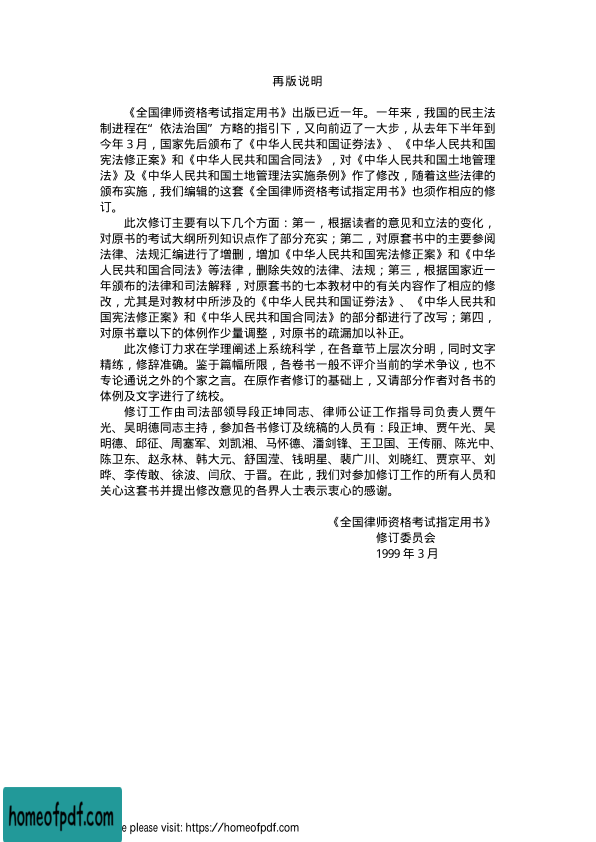 再版说明
《全国律师资格考试指定用书》出版已近一年。一年来，我国的民主法
制进程在“依法治国”方略的指引下，又向前迈了一大步，从去年下半年到
今年 3 月，国家先后颁布了《中华人民共和国证券法》、《中华人民共和国
宪法修正案》和《中华人民共和国合同法》，对《中华人民共和国土地管理
法》及《中华人民共和国土地管理法实施条例》作了修改，随着这些法律的
颁布实施，我们编辑的这套《全国律师资格考试指定用书》也须作相应的修
订。
此次修订主要有以下几个方面：第一，根据读者的意见和立法的变化，
对原书的考试大纲所列知识点作了部分充实；第二，对原套书中的主要参阅
法律、法规汇编进行了增删，增加《中华人民共和国宪法修正案》和《中华
人民共和国合同法》等法律，删除失效的法律、法规；第三，根据国家近一
年颁布的法律和司法解释，对原套书的七本教材中的有关内容作了相应的修
改，尤其是对教材中所涉及的《中华人民共和国证券法》、《中华人民共和
国宪法修正案》和《中华人民共和国合同法》的部分都进行了改写；第四，
对原书章以下的体例作少量调整，对原书的疏漏加以补正。
此次修订力求在学理阐述上系统科学，在各章节上层次分明，同时文字
精练，修辞准确。鉴于篇幅所限，各卷书一般不评介当前的学术争议，也不
专论通说之外的个家之言。在原作者修订的基础上，又请部分作者对各书的
体例及文字进行了统校。
修订工作由司法部领导段正坤同志、律师公证工作指导司负责人贾午
光、吴明德同志主持，参加各书修订及统稿的人员有：段正坤、贾午光、吴
明德、邱征、周塞军、刘凯湘、马怀德、潘剑锋、王卫国、王传丽、陈光中、
陈卫东、赵永林、韩大元、舒国滢、钱明星、裴广川、刘晓红、贾京平、刘
晔、李传敢、徐波、闫欣、于晋。在此，我们对参加修订工作的所有人员和
关心这套书并提出修改意见的各界人士表示衷心的感谢。
《全国律师资格考试指定用书》
修订委员会
1999 年 3 月
homeofpdf.com
please visit: https://homeofpdf.com